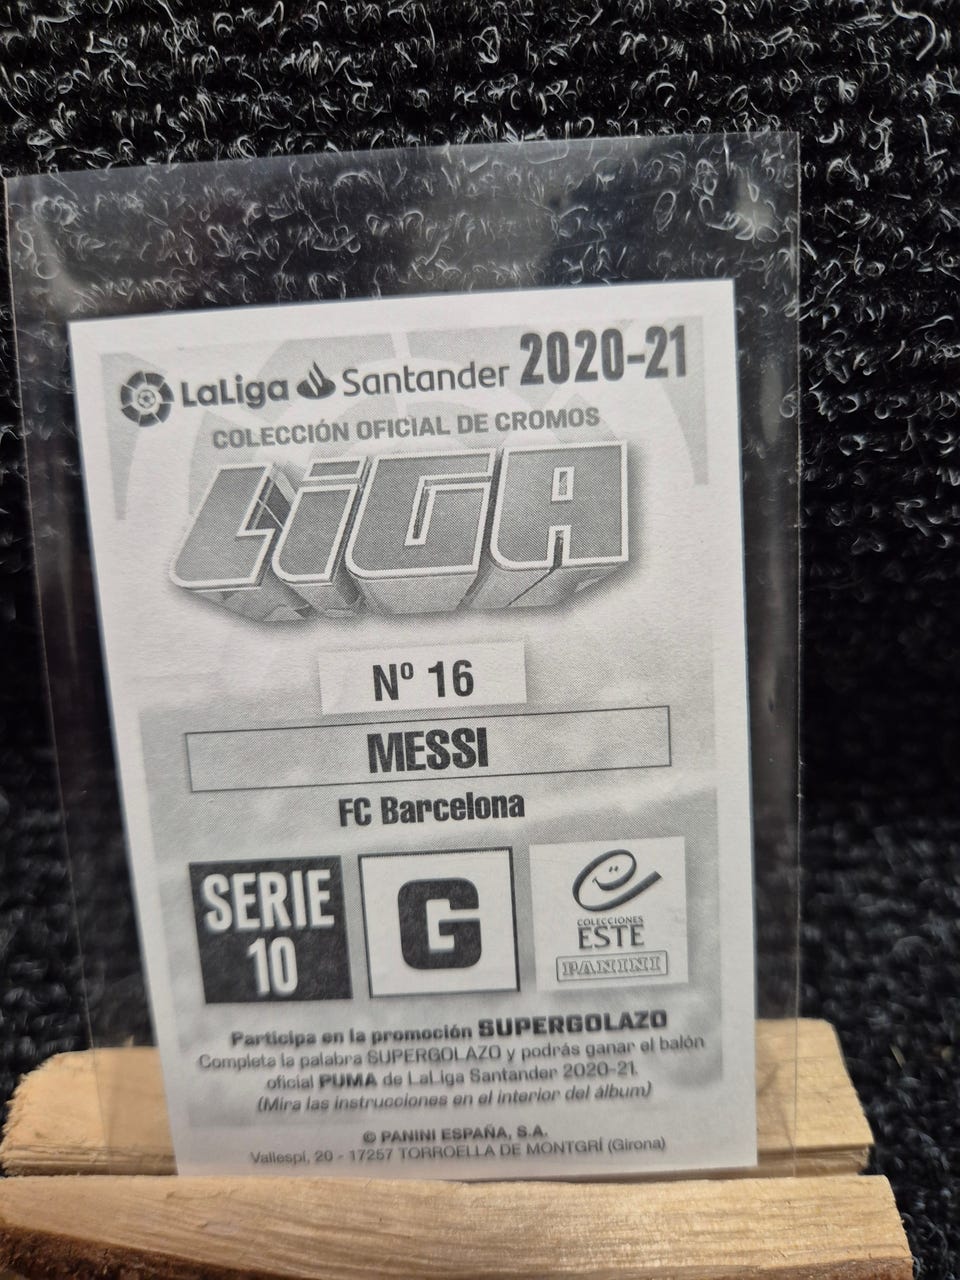 LaLiga Santander 2020-21
COLECCIÓN OFICIAL DE CROMOS
LiGA
Nº 16
MESSI
FC Barcelona
SERIE
10
G
e
COLECCIONES
ESTE
PANINI
Participa en la promoción SUPERGOLAZO
Completa la palabra SUPERGOLAZO y podrás ganar el balón
oficial PUMA de LaLiga Santander 2020-21.
(Mira las instrucciones en el interior del álbum)
© PANINI ESPAÑA, S.A.
Vallespí, 20 - 17257 TORROELLA DE MONTGRÍ (Girona)